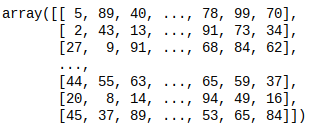 array([[ 5, 89, 40, ..., 78, 99, 70],
       [ 2, 43, 13, ..., 91, 73, 34],
       [27,  9, 91, ..., 68, 84, 62],
       ...,
       [44, 55, 63, ..., 65, 59, 37],
       [20,  8, 14, ..., 94, 49, 16],
       [45, 37, 89, ..., 53, 65, 84]])